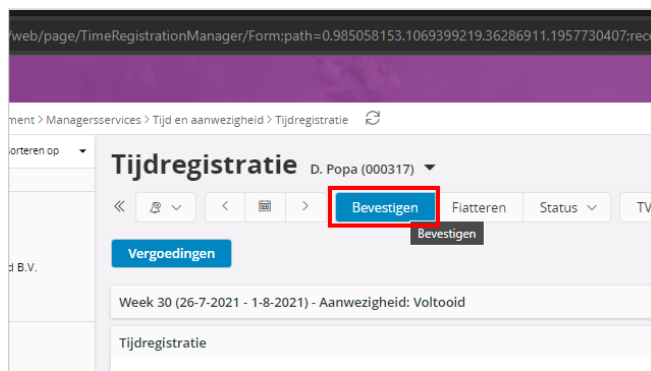 /web/page/TimeRegistrationManager/Form;path=0.985058153.1069399219.36286911.1957730407;reco
ment > Managersservices > Tijd en aanwezigheid > Tijdregistratie
orteren op
Tijdregistratie D. Popa (000317)
Bevestigen Fiatteren Status TV
Bevestigen
Vergoedingen
d B.V.
Week 30 (26-7-2021 - 1-8-2021) - Aanwezigheid: Voltooid
Tijdregistratie